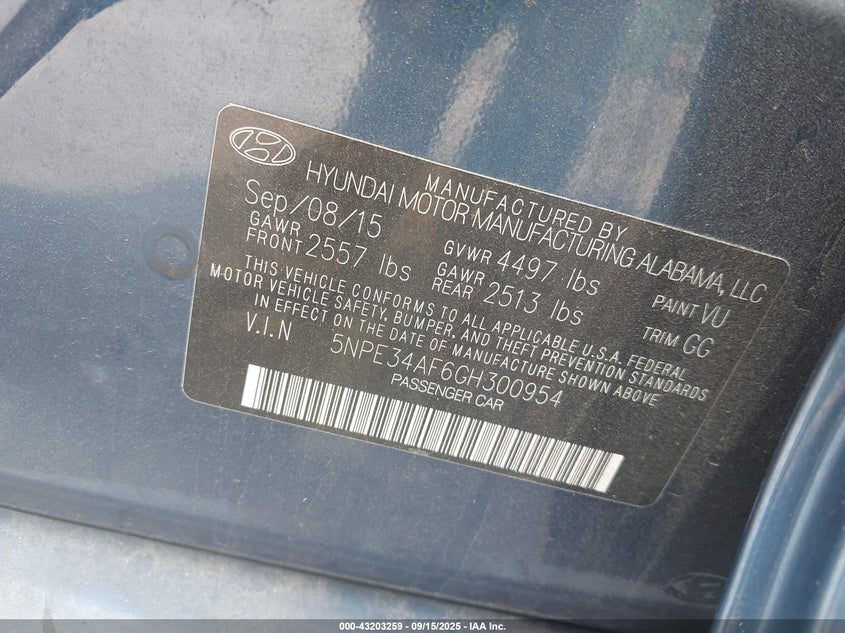 MANUFACTURED BY
HYUNDAI MOTOR MANUFACTURING ALABAMA, LLC
Sep/08/15
GVWR 4497 lbs
PAINT VU
GAWR FRONT 2557 lbs
GAWR REAR 2513 lbs
TRIM GG
THIS VEHICLE CONFORMS TO ALL APPLICABLE U.S.A. FEDERAL
MOTOR VEHICLE SAFETY, BUMPER, AND THEFT PREVENTION STANDARDS
IN EFFECT ON THE DATE OF MANUFACTURE SHOWN ABOVE
V.I.N 5NPE34AF6GH300954
PASSENGER CAR
000-43203259 - 09/15/2025 - IAA Inc.